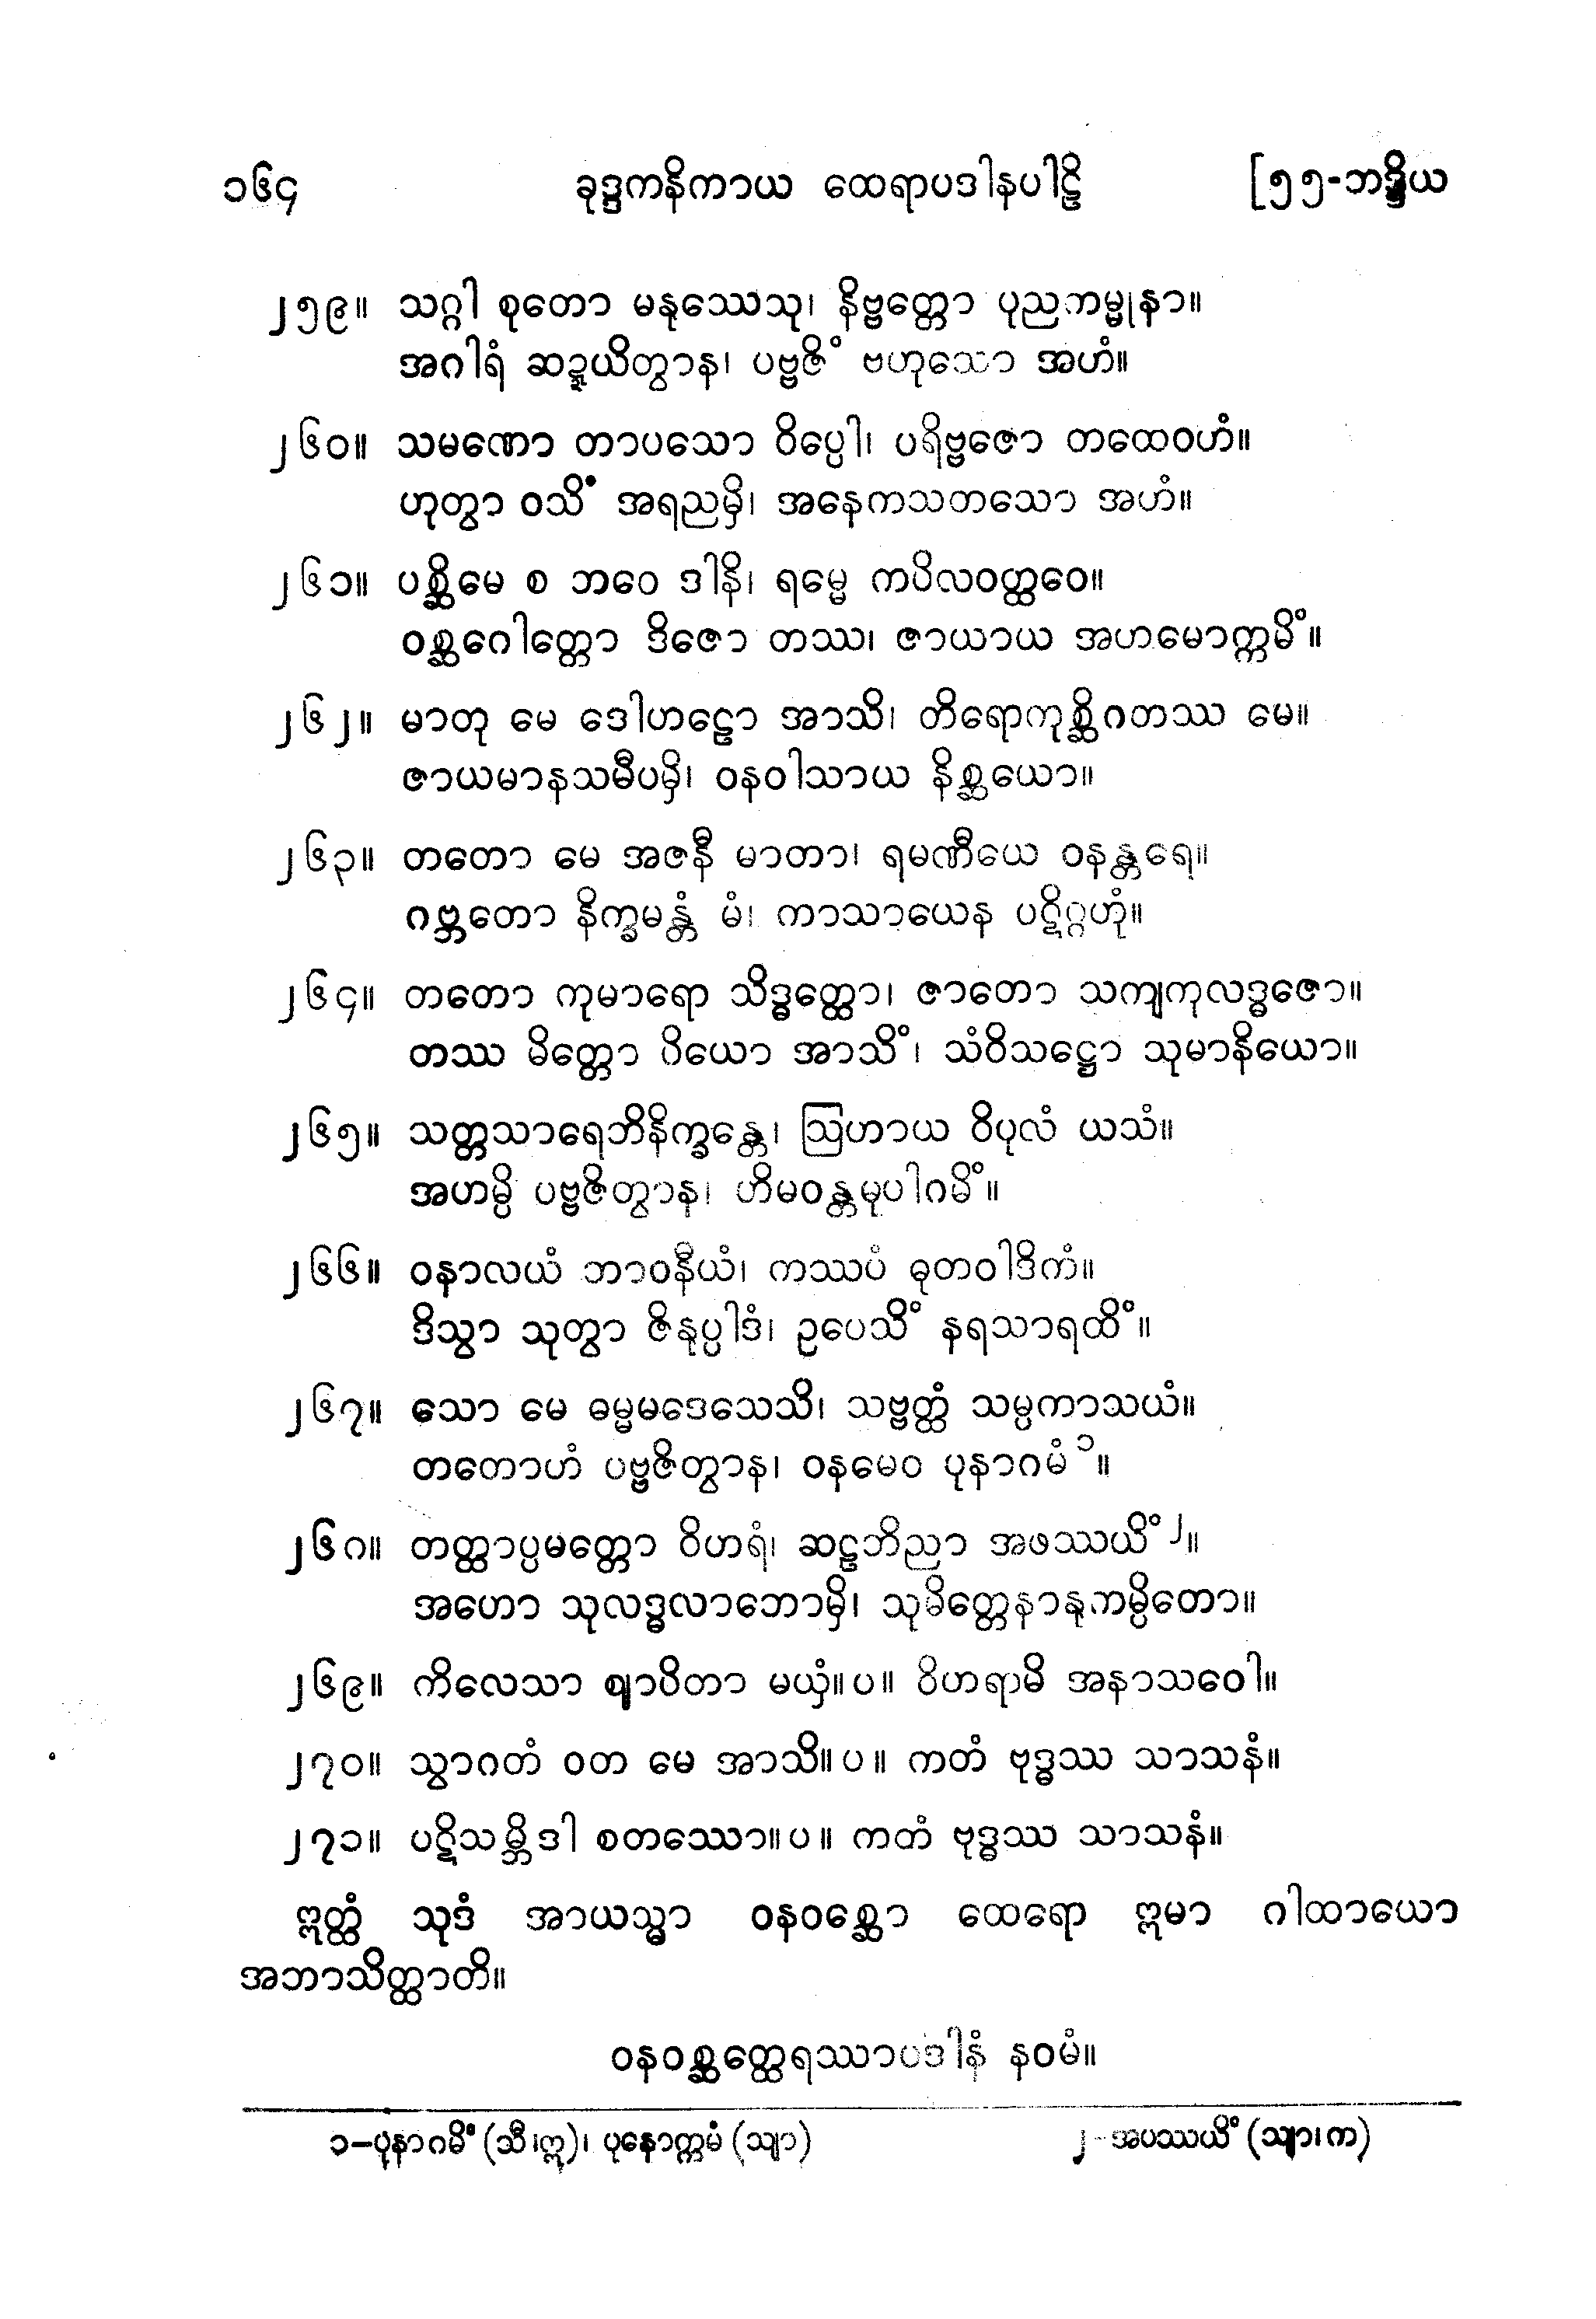 ၁၆၄ ခုဒ္ဒကနိကာယ ထေရာပဒါနပါဠိ [၅၅-ဘဒ္ဒိယ
၂၅၉။ သဂ္ဂါ စုတော မနုဿေသု၊ နိဗ္ဗတ္တော ပုညကမ္မုနာ။
အဂါရံ ဆဍ္ဍယိတွာန၊ ပဗ္ဗဇိံ ဗဟုသော အဟံ။
၂၆၀။ သမဏော တာပသော ဝိပ္ပေါ၊ ပရိဗ္ဗဇော တထေဝဟံ။
ဟုတွာ ဝသိံ အရညမှိ၊ အနေကသတသော အဟံ။
၂၆၁။ ပစ္ဆိမေ စ ဘဝေ ဒါနိ၊ ရမ္မေ ကပိလဝတ္ထဝေ။
ဝစ္ဆဂေါတ္တော ဒိဇော တဿ၊ ဇာယာယ အဟမောက္ကမိံ။
၂၆၂။ မာတု မေ ဒေါဟဠော အာသိ၊ တိရောကုစ္ဆိဂတဿ မေ။
ဇာယမာနသမီပမှိ၊ ဝနဝါသာယ နိစ္ဆယော။
၂၆၃။ တတော မေ အဇနီ မာတာ၊ ရမဏီယေ ဝနန္တရေ။
ဂဗ္ဘတော နိက္ခမန္တံ မံ၊ ကာသာယေန ပဋိဂ္ဂဟုံ။
၂၆၄။ တတော ကုမာရော သိဒ္ဓတ္ထော၊ ဇာတော သကျကုလဒ္ဓဇော။
တဿ မိတ္တော ပိယော အာသိံ၊ သံဝိသဋ္ဌော သုမာနိယော။
၂၆၅။ သတ္တသာရေဘိနိက္ခန္တေ၊ ဩဟာယ ဝိပုလံ ယသံ။
အဟမ္ပိ ပဗ္ဗဇိတွာန၊ ဟိမဝန္တမုပါဂမိံ။
၂၆၆။ ဝနာလယံ ဘာဝနီယံ၊ ကဿပံ ဓုတဝါဒိကံ။
ဒိသွာ သုတွာ ဇိနုပ္ပါဒံ၊ ဥပေသိံ နရသာရထိံ။
၂၆၇။ သော မေ ဓမ္မမဒေသေသိ၊ သဗ္ဗတ္ထံ သမ္ပကာသယံ။
တတောဟံ ပဗ္ဗဇိတွာန၊ ဝနမေဝ ပုနာဂမံ၁။
၂၆၈။ တတ္ထာပ္ပမတ္တော ဝိဟရံ၊ ဆဠဘိညာ အဖဿယိံ၂။
အဟော သုလဒ္ဓလာဘောမှိ၊ သုမိတ္တေနာနုကမ္ပိတော။
၂၆၉။ ကိလေသာ ဈာပိတာ မယှံ။ပ။ ဝိဟရာမိ အနာသဝေါ။
၂၇၀။ သွာဂတံ ဝတ မေ အာသိ။ပ။ ကတံ ဗုဒ္ဓဿ သာသနံ။
၂၇၁။ ပဋိသမ္ဘိဒါ စတဿော။ပ။ ကတံ ဗုဒ္ဓဿ သာသနံ။
ဣတ္ထံ သုဒံ အာယသ္မာ ဝနဝစ္ဆော ထေရော ဣမာ ဂါထာယော
အဘာသိတ္ထာတိ။
ဝနဝစ္ဆတ္ထေရဿာပဒါနံ နဝမံ။
၁-ပုနာဂမိံ (သီ၊ဣ)၊ ပုနောက္ကမံ (သျာ) ၂-အပဿယိံ (သျာ၊က)